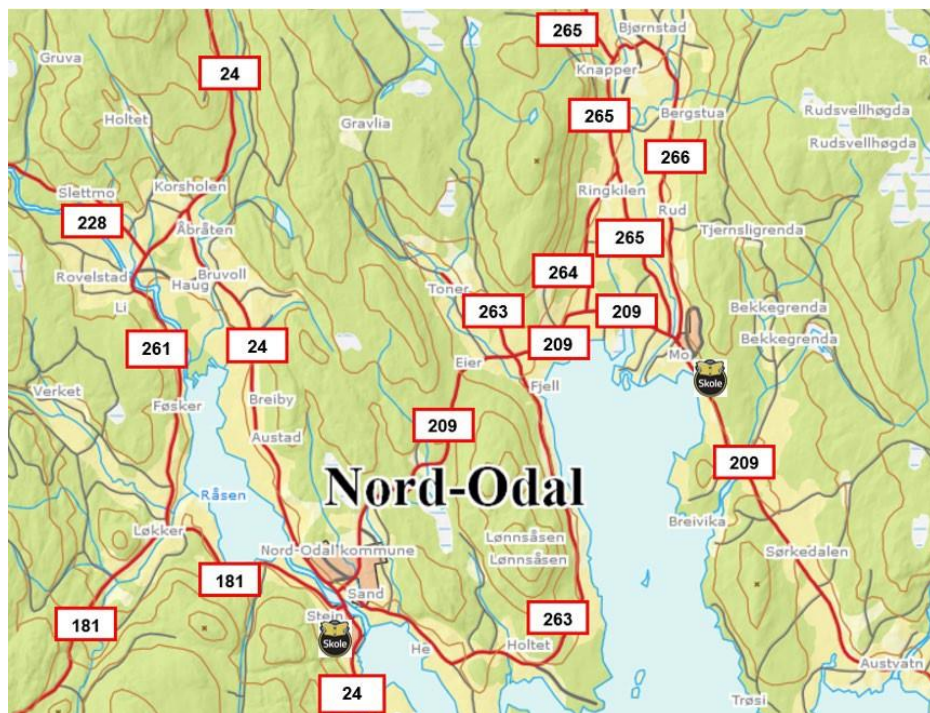 265
Bjørnstad
Gruva
24
Knapper
Holtet
265
Bergstua
Rudsvellhøgda
Gravlia
Rudsvellhøgda
266
Slettmo
Korsholen
Ringkilen
228
Åbråten
Rud
265
Tjernsligrenda
Rovelstad
Bruvoll
Haug
264
Toner
Li
263
209
Bekkegrenda
261
24
209
Mo
Bekkegrenda
Eier
Skole
Fjell
Verket
Breiby
Føsker
209
Austad
209
Nord-Odal
Råsen
Breivika
Løkker
Lønnsåsen
Nord-Odal kommune
Sørkedalen
Lønnsåsen
181
Sand
Stein
263
181
Skole
He
Holtet
Austvatn
24
Trøsi